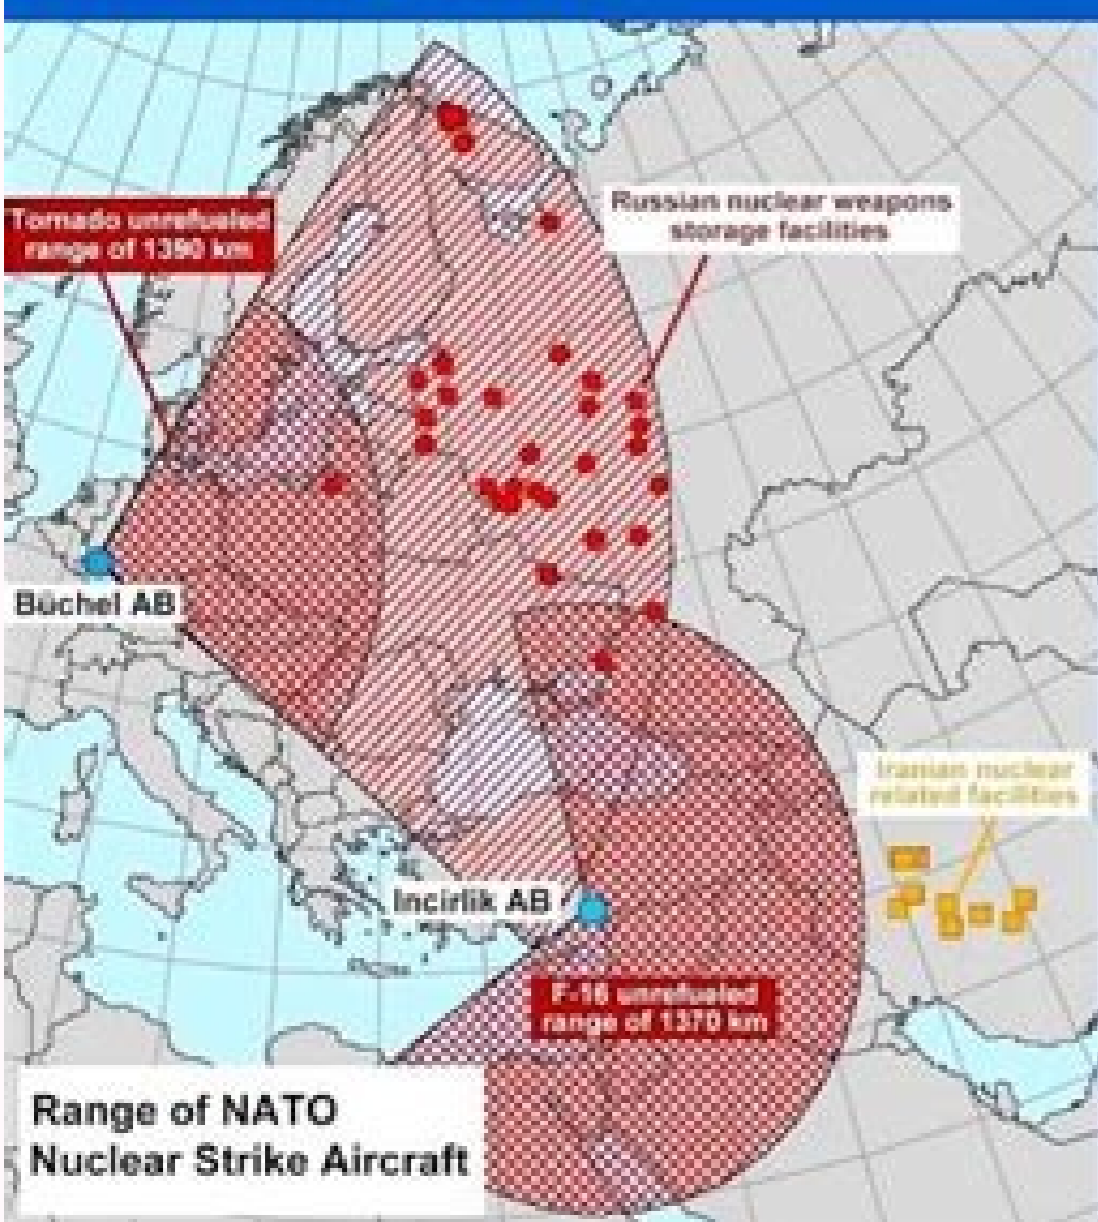 Tornado unrefueled
range of 1390 km
Russian nuclear weapons
storage facilities
Büchel AB
Iranian nuclear
related facilities
Incirlik AB
F-16 unrefueled
range of 1370 km
Range of NATO
Nuclear Strike Aircraft